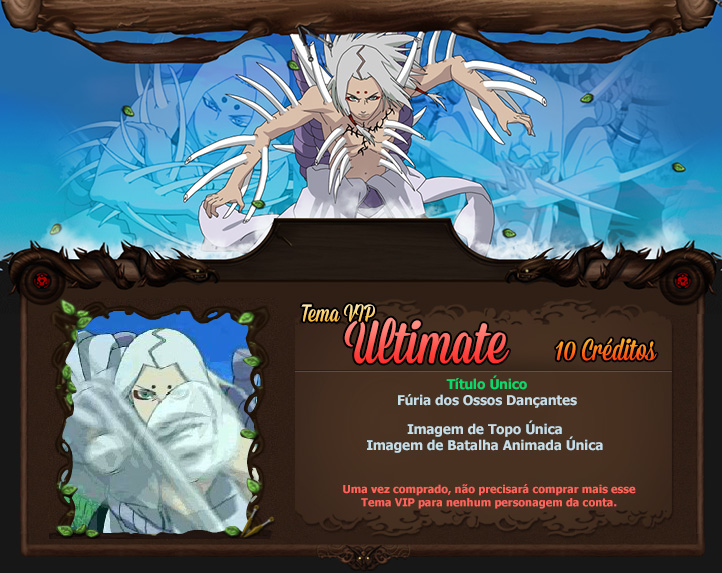 Tema VIP
Ultimate
10 Créditos
Título Único
Fúria dos Ossos Dançantes
Imagem de Topo Única
Imagem de Batalha Animada Única
Uma vez comprado, não precisará comprar mais esse
Tema VIP para nenhum personagem da conta.